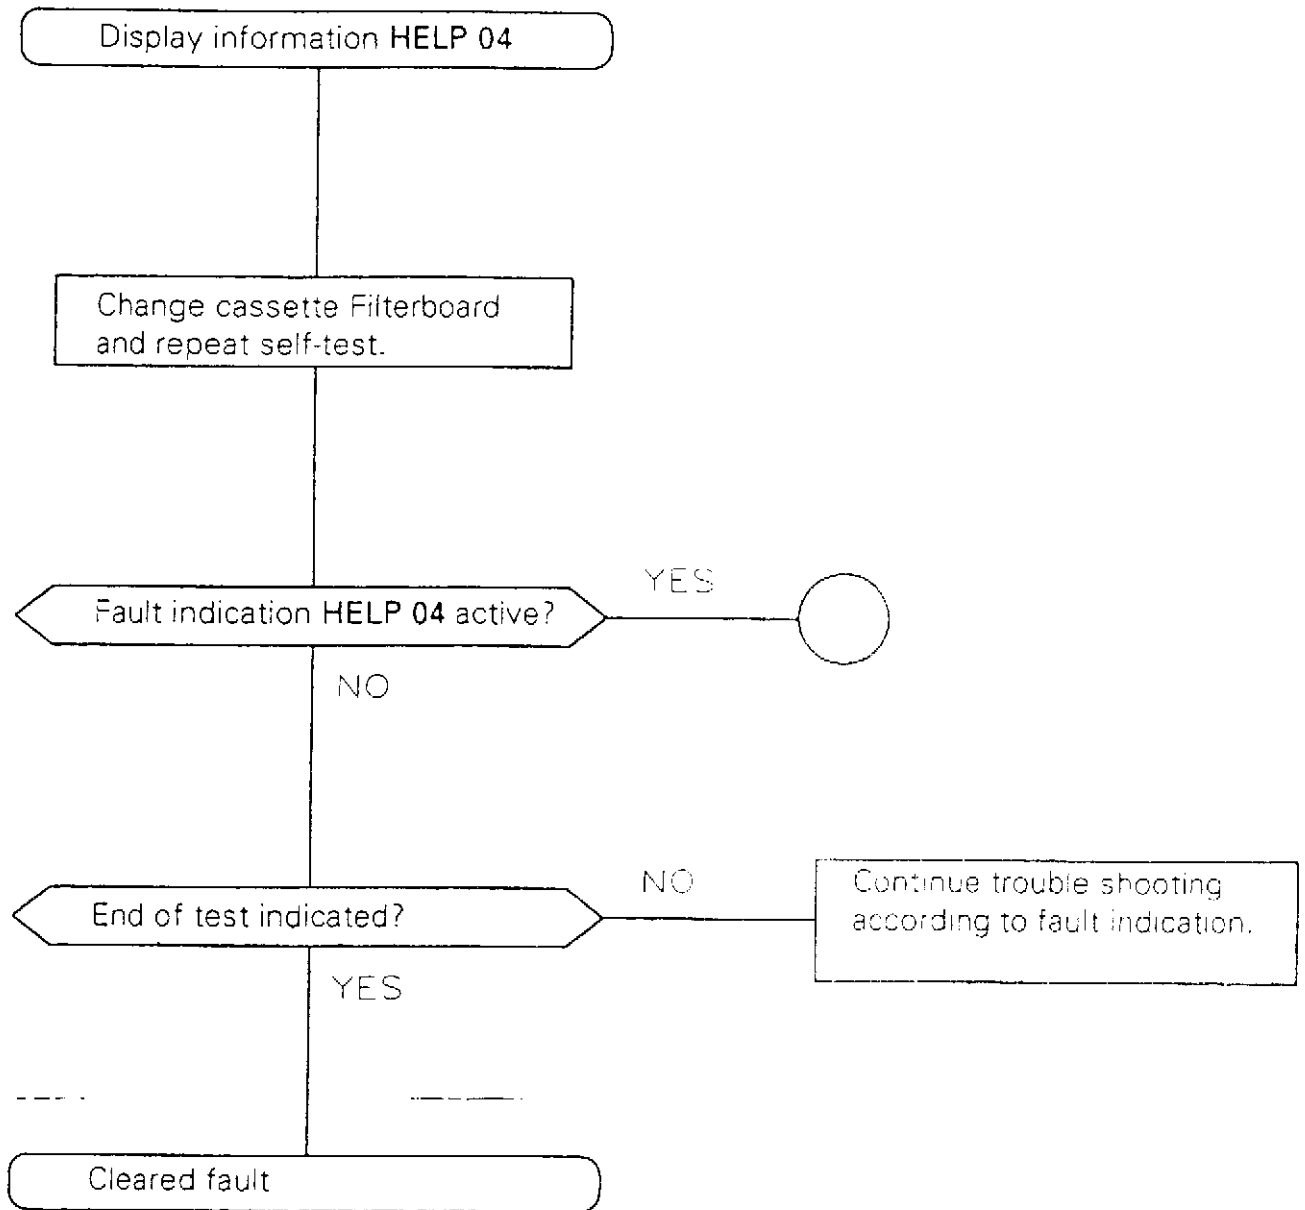 Display information HELP 04
Change cassette Filterboard
and repeat self-test.
Fault indication HELP 04 active?
YES
NO
End of test indicated?
NO
Continue trouble shooting
according to fault indication.
YES
Cleared fault